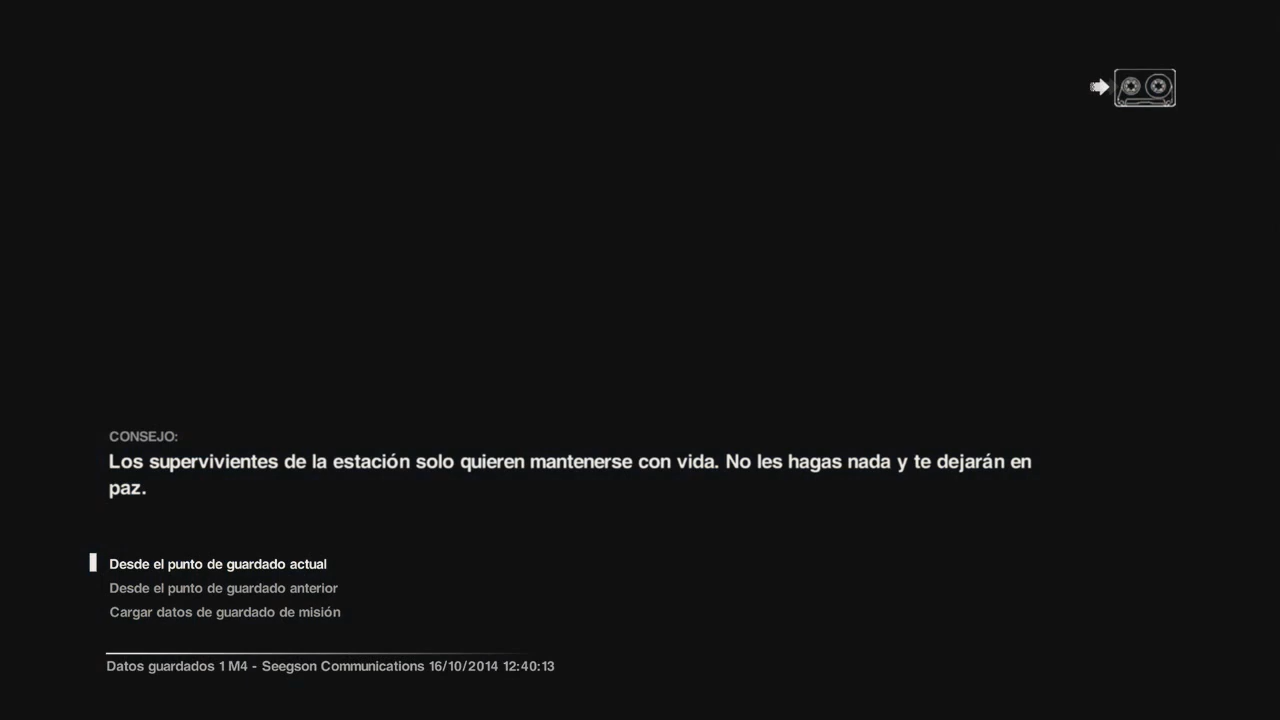 CONSEJO:
Los supervivientes de la estación solo quieren mantenerse con vida. No les hagas nada y te dejarán en
paz.
Desde el punto de guardado actual
Desde el punto de guardado anterior
Cargar datos de guardado de misión
Datos guardados 1 M4 - Seegson Communications 16/10/2014 12:40:13